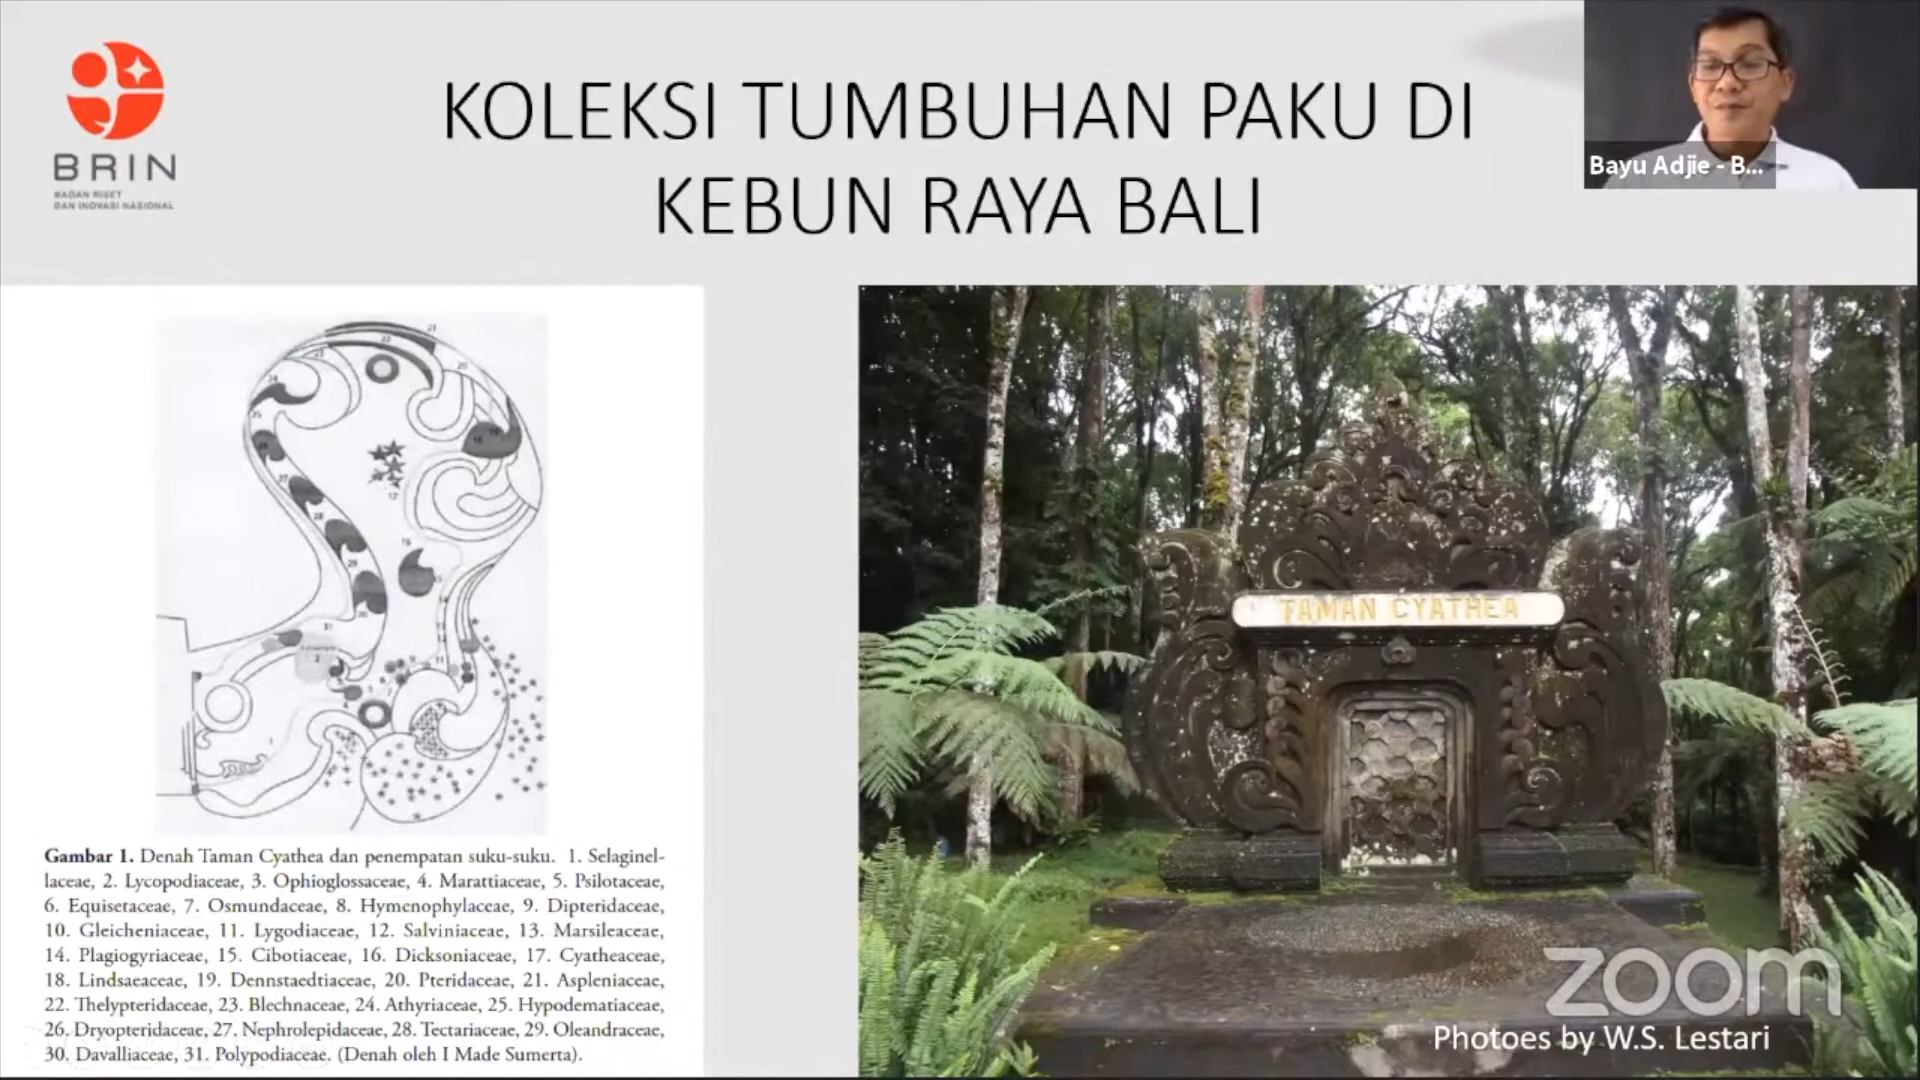 BRIN
BADAN RISET
DAN INOVASI NASIONAL
KOLEKSI TUMBUHAN PAKU DI
KEBUN RAYA BALI
Bayu Adjie - B...
TAMAN CYATHEA
Gambar 1. Denah Taman Cyathea dan penempatan suku-suku. 1. Selaginel-
laceae, 2. Lycopodiaceae, 3. Ophioglossaceae, 4. Marattiaceae, 5. Psilotaceae,
6. Equisetaceae, 7. Osmundaceae, 8. Hymenophylaceae, 9. Dipteridaceae,
10. Gleicheniaceae, 11. Lygodiaceae, 12. Salviniaceae, 13. Marsileaceae,
14. Plagiogyriaceae, 15. Cibotiaceae, 16. Dicksoniaceae, 17. Cyatheaceae,
18. Lindsaeaceae, 19. Dennstaedtiaceae, 20. Pteridaceae, 21. Aspleniaceae,
22. Thelypteridaceae, 23. Blechnaceae, 24. Athyriaceae, 25. Hypodematiaceae,
26. Dryopteridaceae, 27. Nephrolepidaceae, 28. Tectariaceae, 29. Oleandraceae,
30. Davalliaceae, 31. Polypodiaceae. (Denah oleh I Made Sumerta).
zoom
Photoes by W.S. Lestari